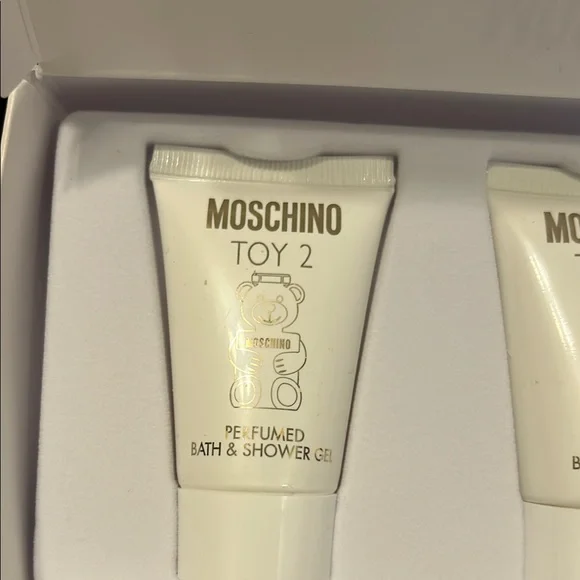 MOSCHINO
TOY 2
MOSCHINO
PERFUMED
BATH & SHOWER GEL